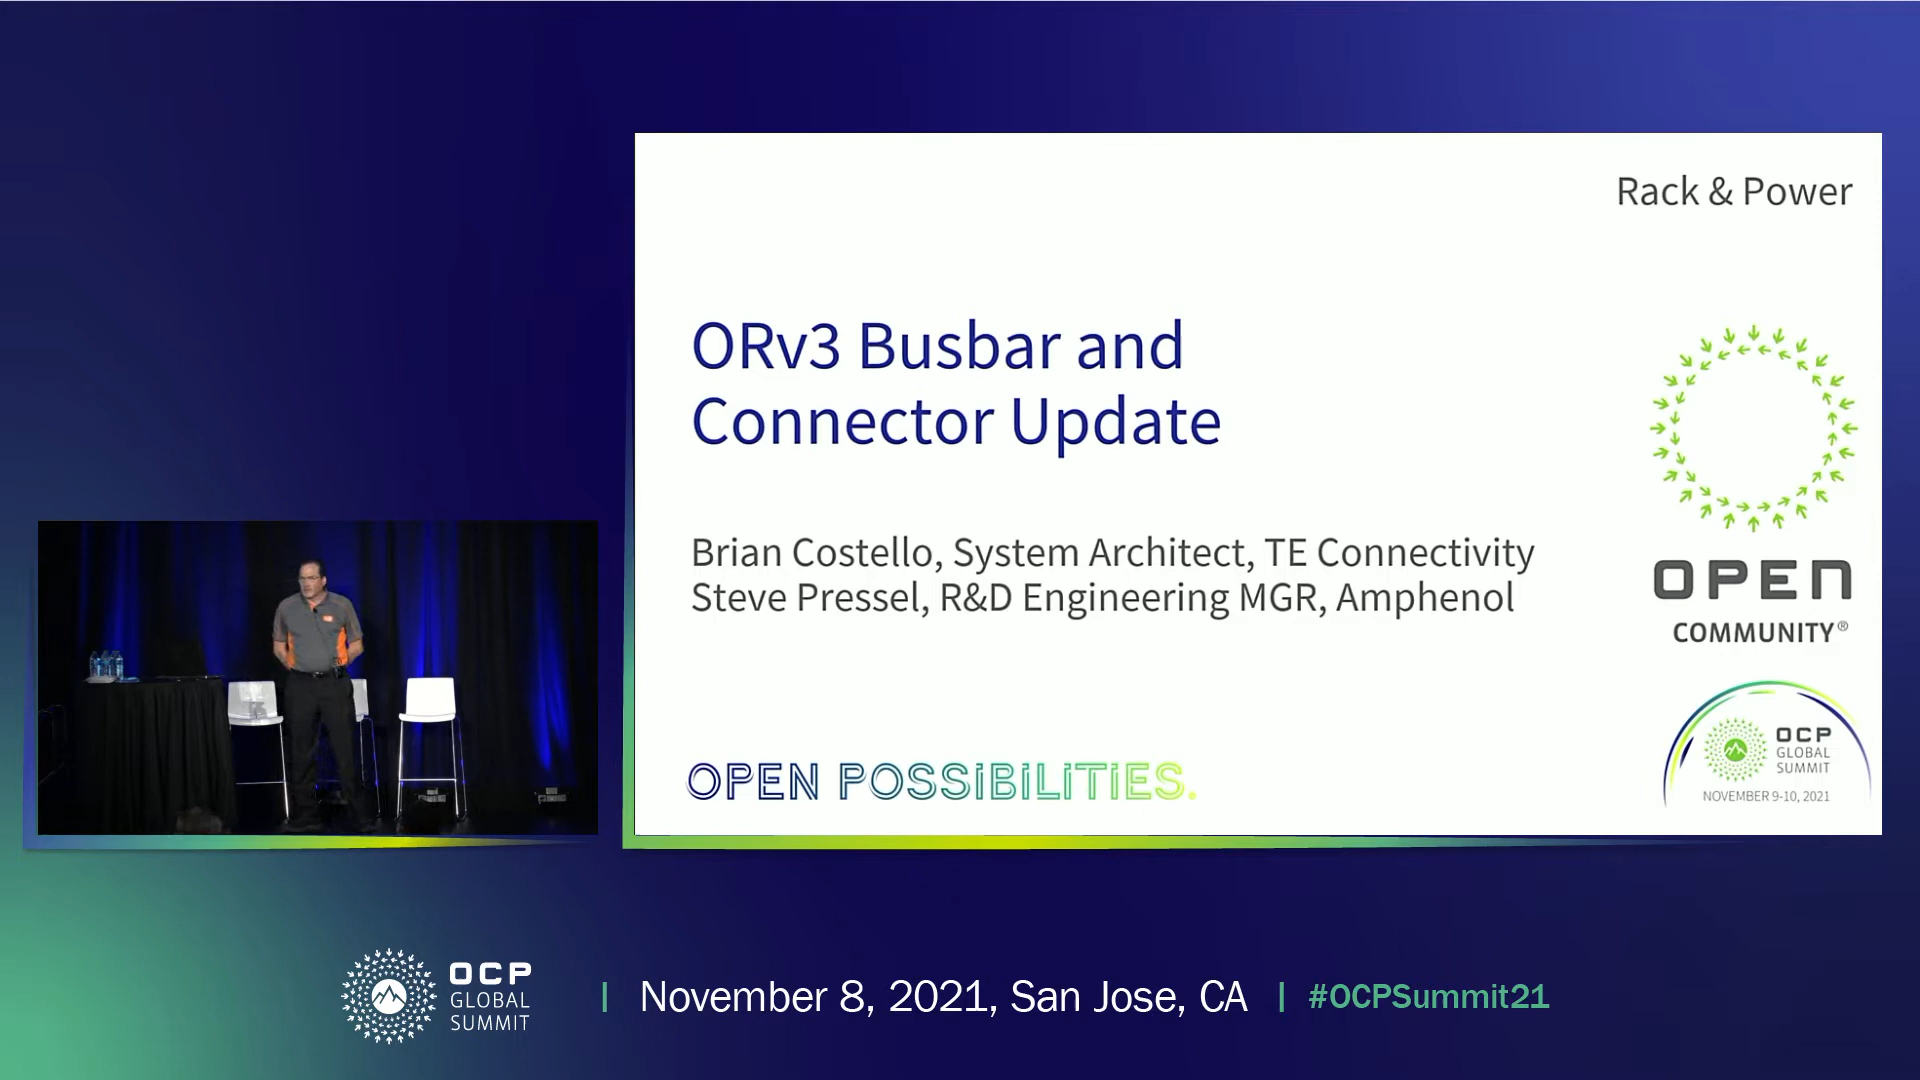 Rack & Power
ORv3 Busbar and
Connector Update
Brian Costello, System Architect, TE Connectivity
Steve Pressel, R&D Engineering MGR, Amphenol
OPEN
COMMUNITY®
OPEN POSSIBILITIES.
OCP
GLOBAL
SUMMIT
NOVEMBER 9-10, 2021
OCP
GLOBAL
SUMMIT
| November 8, 2021, San Jose, CA | #OCPSummit21